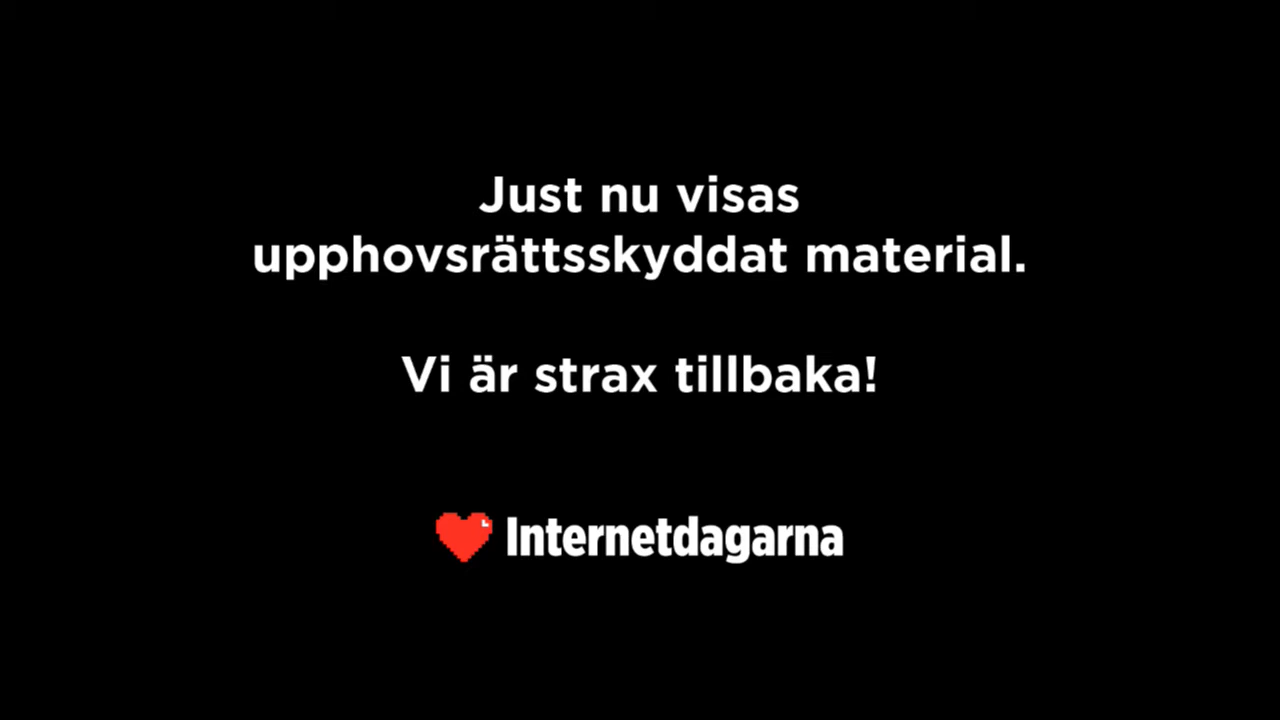 Just nu visas
upphovsrättsskyddat material.
Vi är strax tillbaka!
Internetdagarna